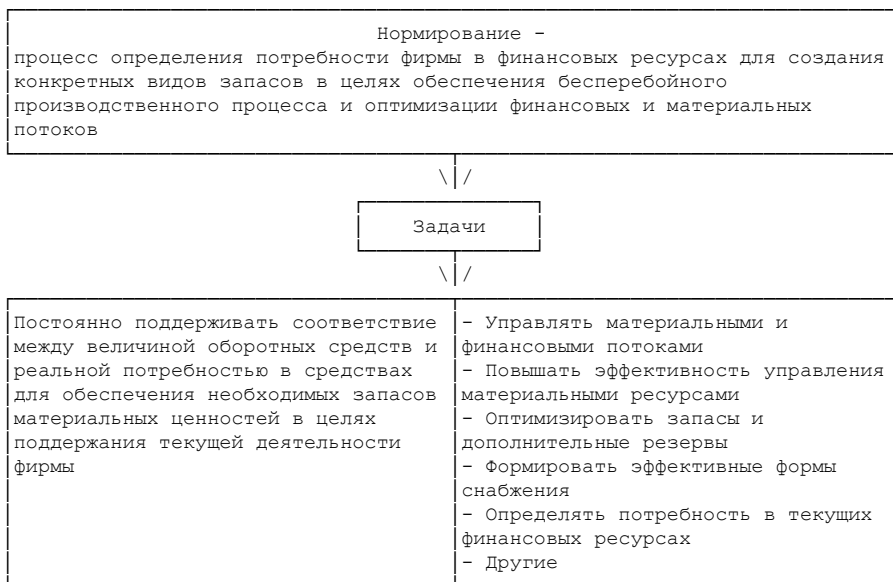 Нормирование -
процесс определения потребности фирмы в финансовых ресурсах для создания
конкретных видов запасов в целях обеспечения бесперебойного
производственного процесса и оптимизации финансовых и материальных
потоков
Задачи
Постоянно поддерживать соответствие
между величиной оборотных средств и
реальной потребностью в средствах
для обеспечения необходимых запасов
материальных ценностей в целях
поддержания текущей деятельности
фирмы
- Управлять материальными и
финансовыми потоками
- Повышать эффективность управления
материальными ресурсами
- Оптимизировать запасы и
дополнительные резервы
- Формировать эффективные формы
снабжения
- Определять потребность в текущих
финансовых ресурсах
- Другие